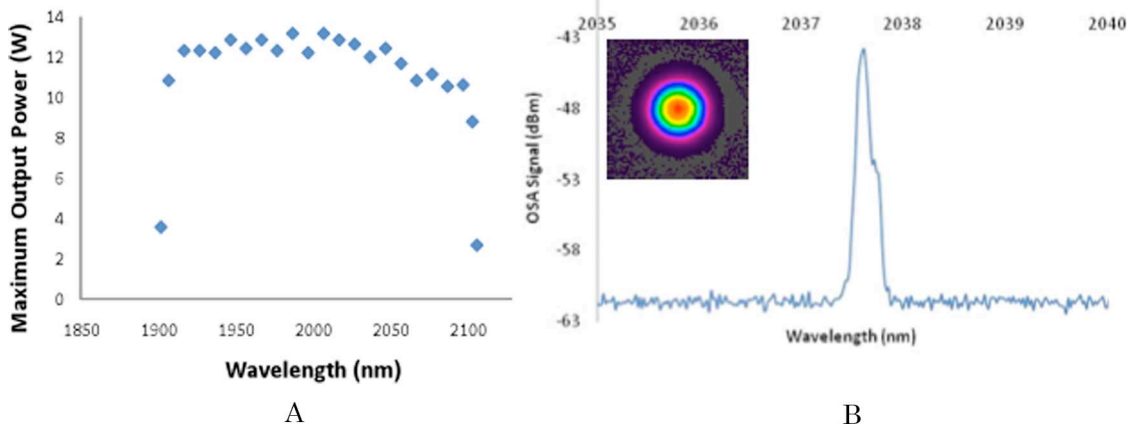 Maximum Output Power (W)
14
12
10
8
6
4
2
0
1850 1900 1950 2000 2050 2100
Wavelength (nm)
A
2035 2036 2037 2038 2039 2040
OSA Signal (dBm)
-43
-48
-53
-58
-63
Wavelength (nm)
B